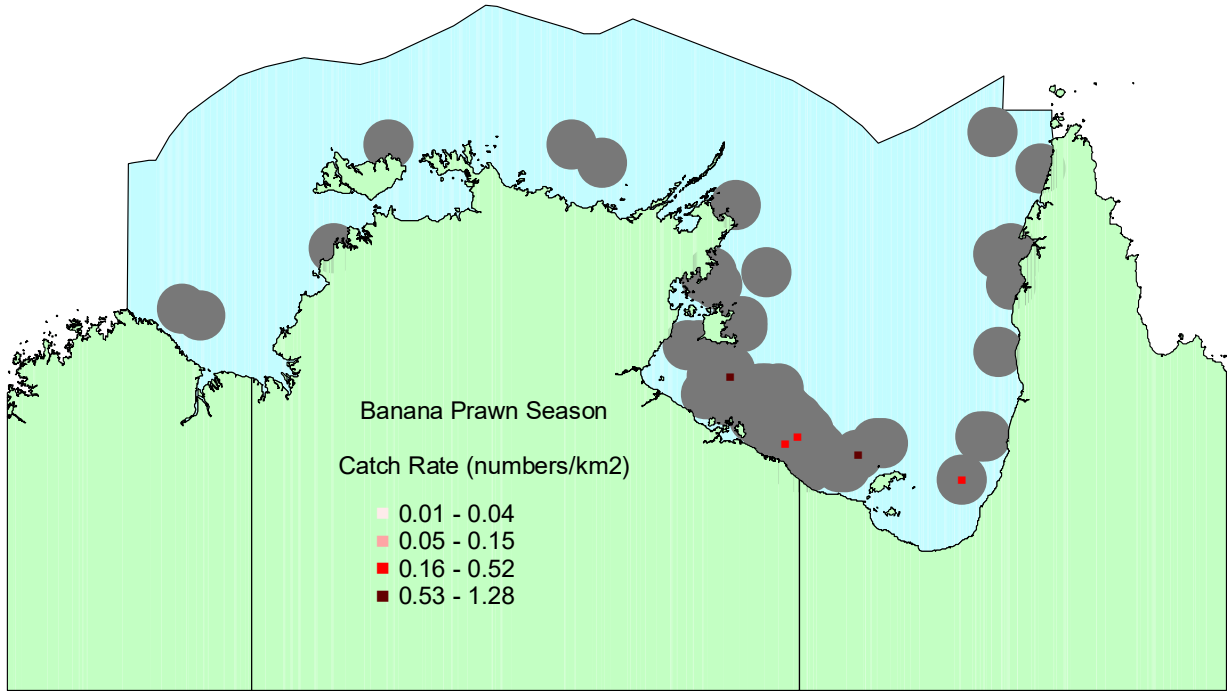 Banana Prawn Season
Catch Rate (numbers/km2)
0.01 - 0.04
0.05 - 0.15
0.16 - 0.52
0.53 - 1.28